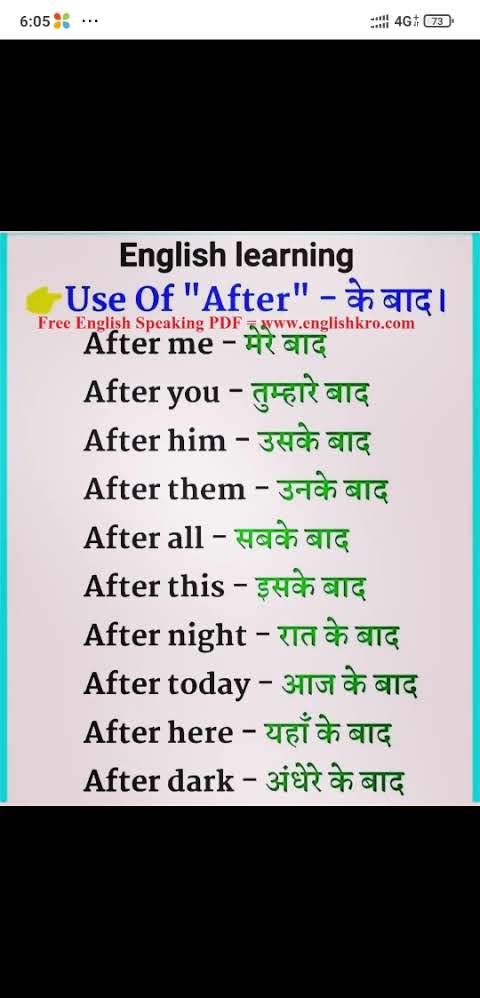 6:05 ...
4G+ 73
English learning
👉Use Of "After" - के बाद।
Free English Speaking PDF = www.englishkro.com
After me - मेरे बाद
After you - तुम्हारे बाद
After him - उसके बाद
After them - उनके बाद
After all - सबके बाद
After this - इसके बाद
After night - रात के बाद
After today - आज के बाद
After here - यहाँ के बाद
After dark - अंधेरे के बाद